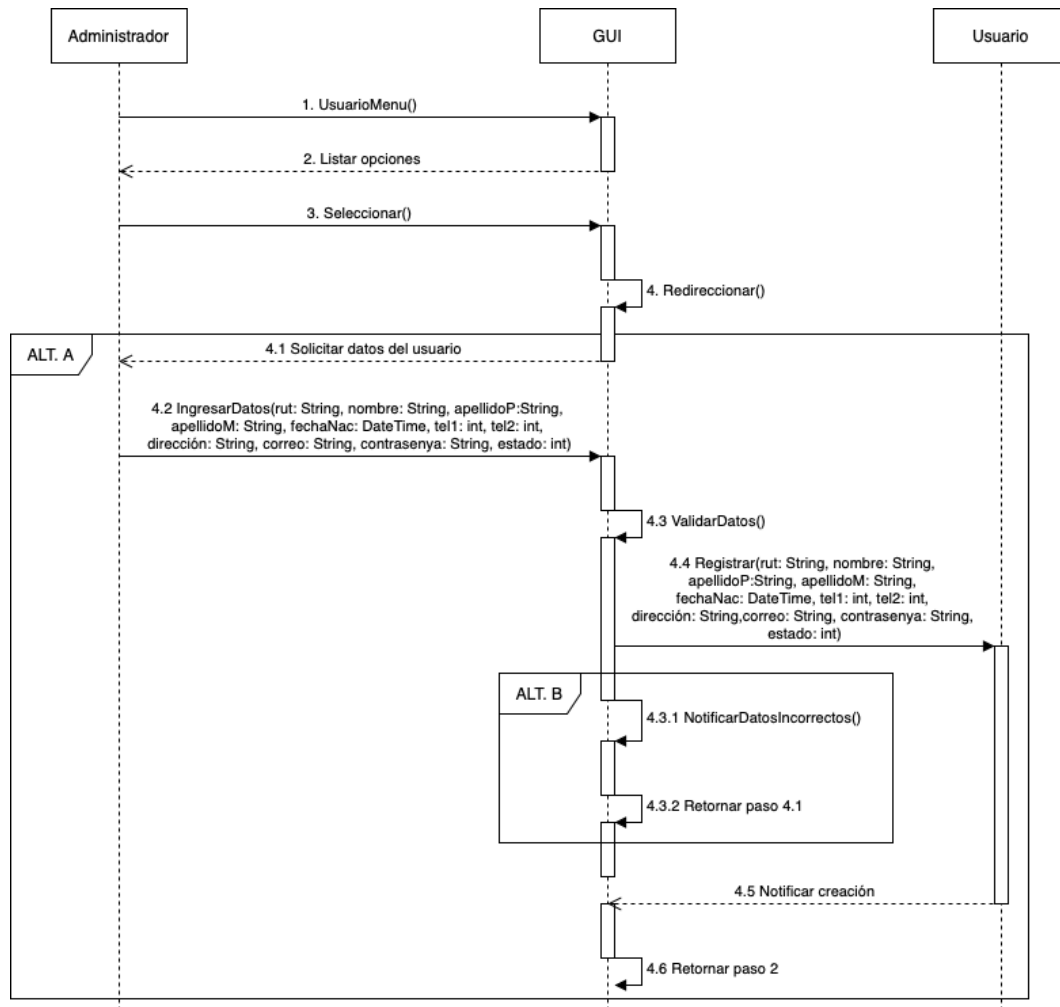 Administrador
GUI
Usuario
1. UsuarioMenu()
2. Listar opciones
3. Seleccionar()
4. Redireccionar()
ALT. A
4.1 Solicitar datos del usuario
4.2 IngresarDatos(rut: String, nombre: String, apellidoP:String,
apellidoM: String, fechaNac: DateTime, tel1: int, tel2: int,
dirección: String, correo: String, contrasenya: String, estado: int)
4.3 ValidarDatos()
4.4 Registrar(rut: String, nombre: String,
apellidoP:String, apellidoM: String,
fechaNac: DateTime, tel1: int, tel2: int,
dirección: String,correo: String, contrasenya: String,
estado: int)
ALT. B
4.3.1 NotificarDatosIncorrectos()
4.3.2 Retornar paso 4.1
4.5 Notificar creación
4.6 Retornar paso 2